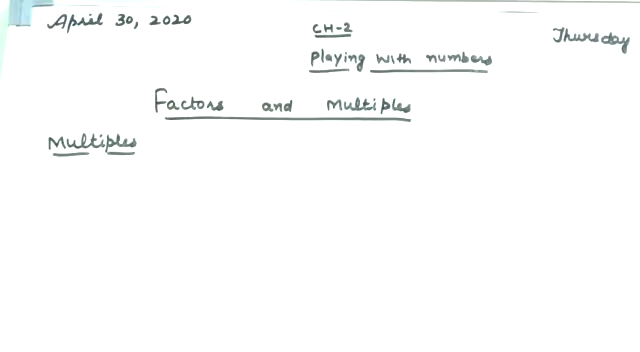 April 30, 2020
CH-2
Thursday
Playing with numbers
Factors and Multiples
Multiples